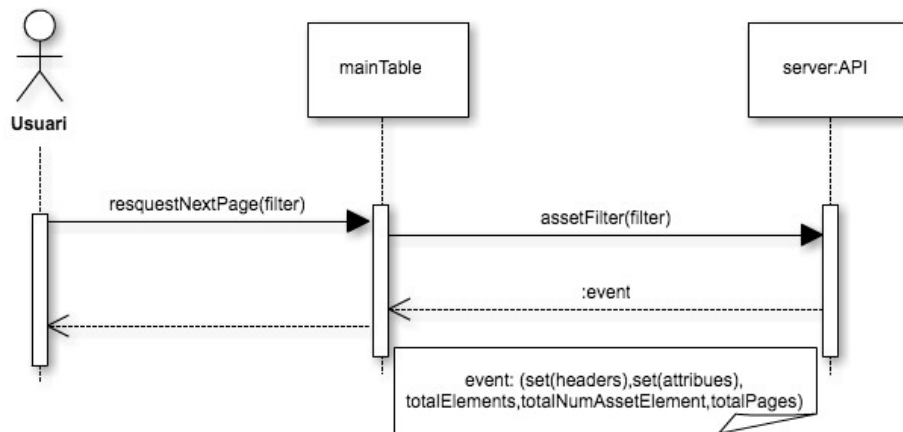 mainTable
server:API
Usuari
resquestNextPage(filter)
assetFilter(filter)
:event
event: (set(headers),set(attribues),
totalElements,totalNumAssetElement,totalPages)